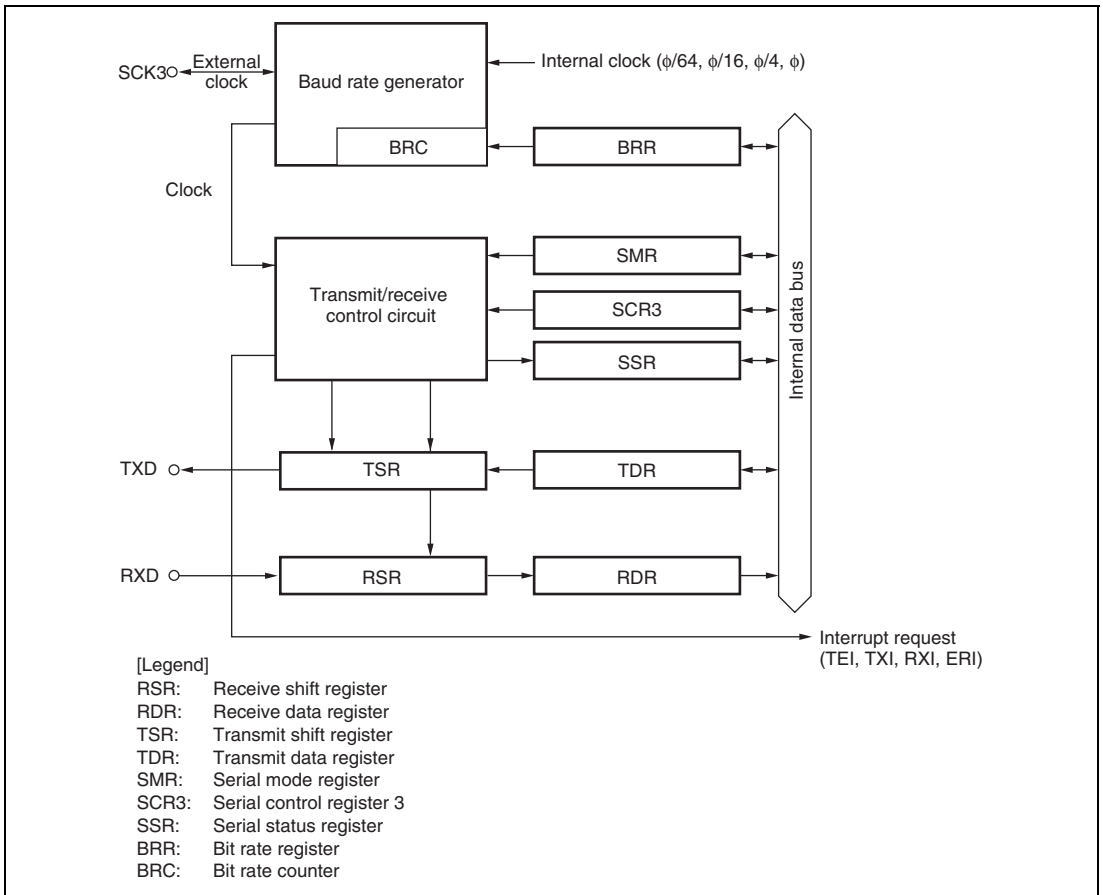 SCK3
External
clock
Baud rate generator
Internal clock (ϕ/64, ϕ/16, ϕ/4, ϕ)
BRC
BRR
Clock
Transmit/receive
control circuit
SMR
SCR3
SSR
Internal data bus
TXD
TSR
TDR
RXD
RSR
RDR
Interrupt request
(TEI, TXI, RXI, ERI)
[Legend]
RSR: Receive shift register
RDR: Receive data register
TSR: Transmit shift register
TDR: Transmit data register
SMR: Serial mode register
SCR3: Serial control register 3
SSR: Serial status register
BRR: Bit rate register
BRC: Bit rate counter